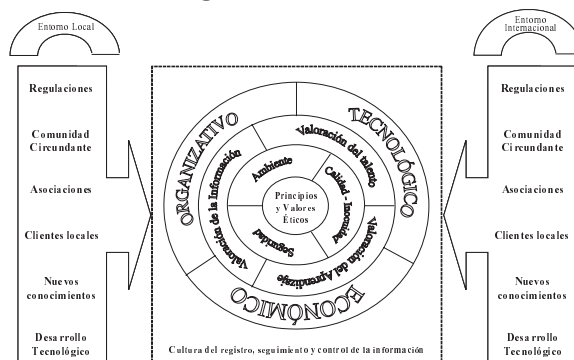 Entorno Local
Entorno
Internacional
Regulaciones
Comunidad
Circundante
Asociaciones
Clientes locales
Nuevos
conocimientos
Desarrollo
Tecnológico
ORGANIZATIVO
TECNOLÓGICO
ECONÓMICO
Valoración de la Información
Valoración del talento
Valoración del Aprendizaje
Ambiente
Calidad - Inocuidad
Seguridad
Principios
y Valores
Éticos
Cultura del registro, seguimiento y control de la información
Regulaciones
Comunidad
Circundante
Asociaciones
Clientes locales
Nuevos
conocimientos
Desarrollo
Tecnológico